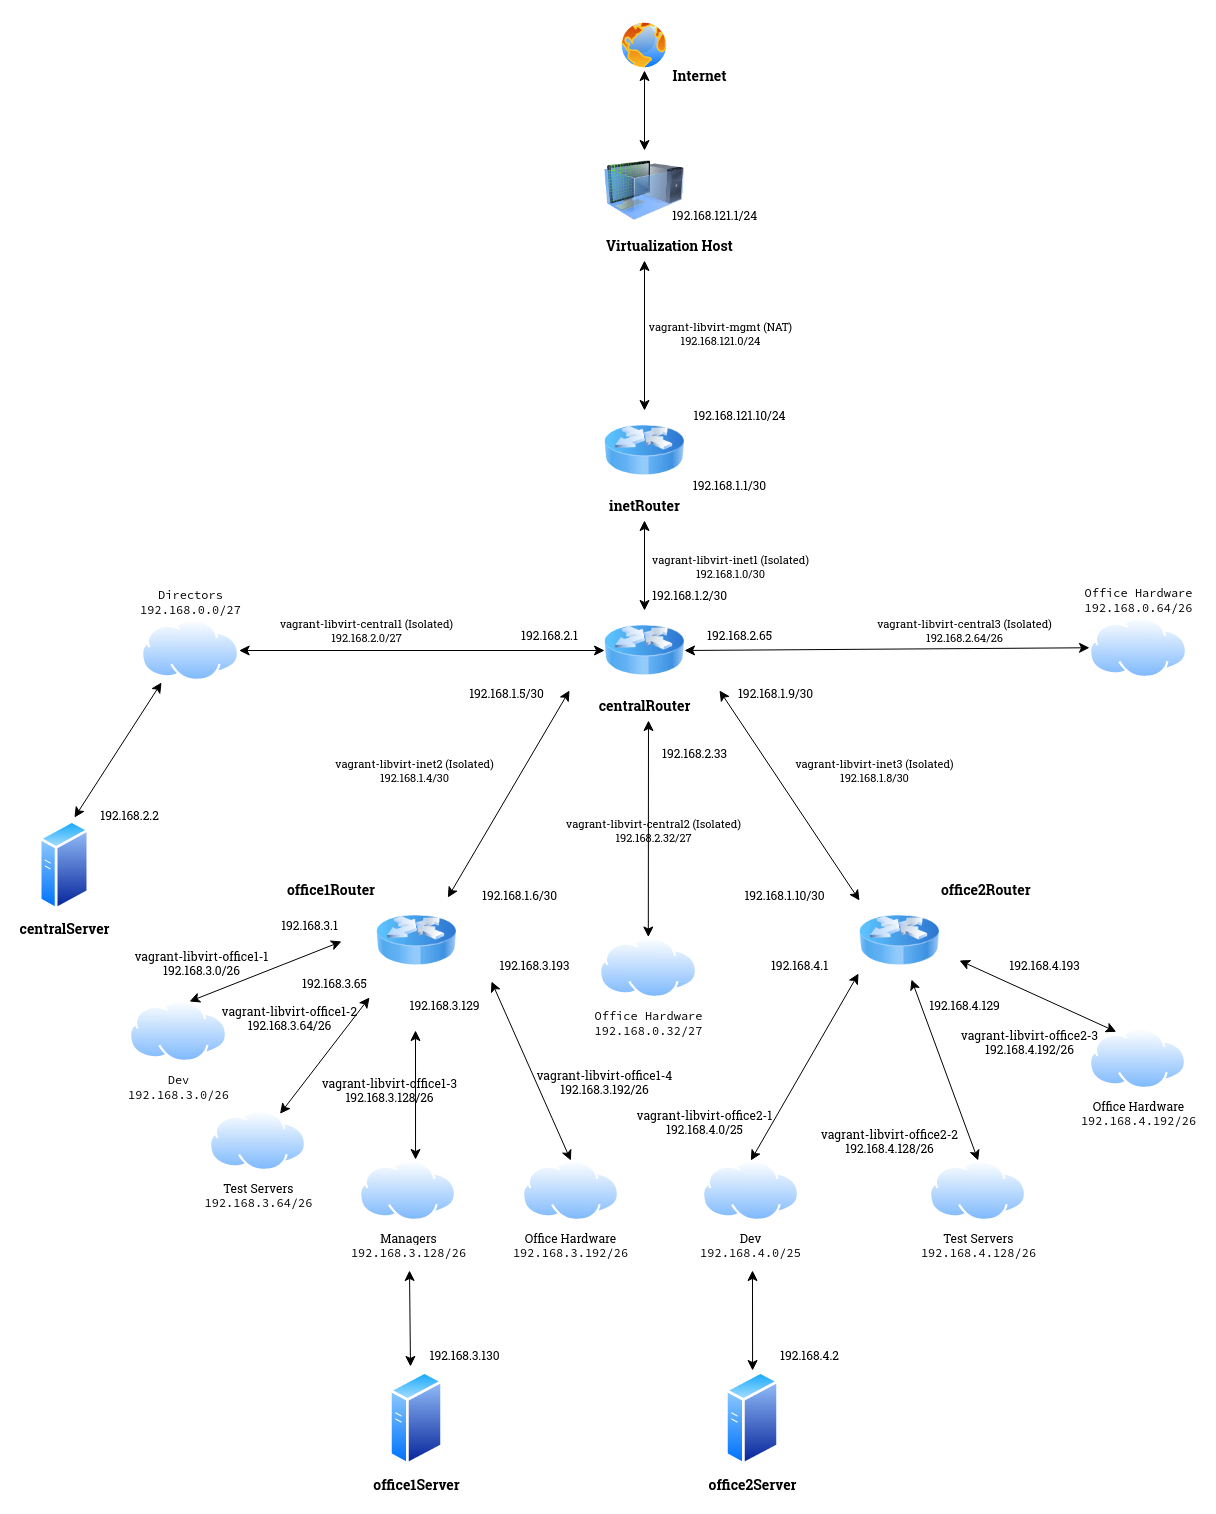 Internet
192.168.121.1/24
Virtualization Host
vagrant-libvirt-mgmt (NAT)
192.168.121.0/24
192.168.121.10/24
192.168.1.1/30
inetRouter
vagrant-libvirt-inet1 (Isolated)
192.168.1.0/30
192.168.1.2/30
Directors
192.168.0.0/27
vagrant-libvirt-central1 (Isolated)
192.168.2.0/27
192.168.2.1
192.168.2.65
vagrant-libvirt-central3 (Isolated)
192.168.2.64/26
Office Hardware
192.168.0.64/26
192.168.1.5/30
centralRouter
192.168.1.9/30
192.168.2.33
vagrant-libvirt-inet2 (Isolated)
192.168.1.4/30
vagrant-libvirt-inet3 (Isolated)
192.168.1.8/30
192.168.2.2
vagrant-libvirt-central2 (Isolated)
192.168.2.32/27
centralServer
office1Router
192.168.1.6/30
192.168.1.10/30
office2Router
192.168.3.1
vagrant-libvirt-office1-1
192.168.3.0/26
192.168.3.65
192.168.3.193
192.168.4.1
192.168.4.193
vagrant-libvirt-office1-2
192.168.3.64/26
192.168.3.129
Office Hardware
192.168.0.32/27
192.168.4.129
vagrant-libvirt-office2-3
192.168.4.192/26
Dev
192.168.3.0/26
vagrant-libvirt-office1-3
192.168.3.128/26
vagrant-libvirt-office1-4
192.168.3.192/26
vagrant-libvirt-office2-1
192.168.4.0/25
vagrant-libvirt-office2-2
192.168.4.128/26
Office Hardware
192.168.4.192/26
Test Servers
192.168.3.64/26
Managers
192.168.3.128/26
Office Hardware
192.168.3.192/26
Dev
192.168.4.0/25
Test Servers
192.168.4.128/26
192.168.3.130
192.168.4.2
office1Server
office2Server